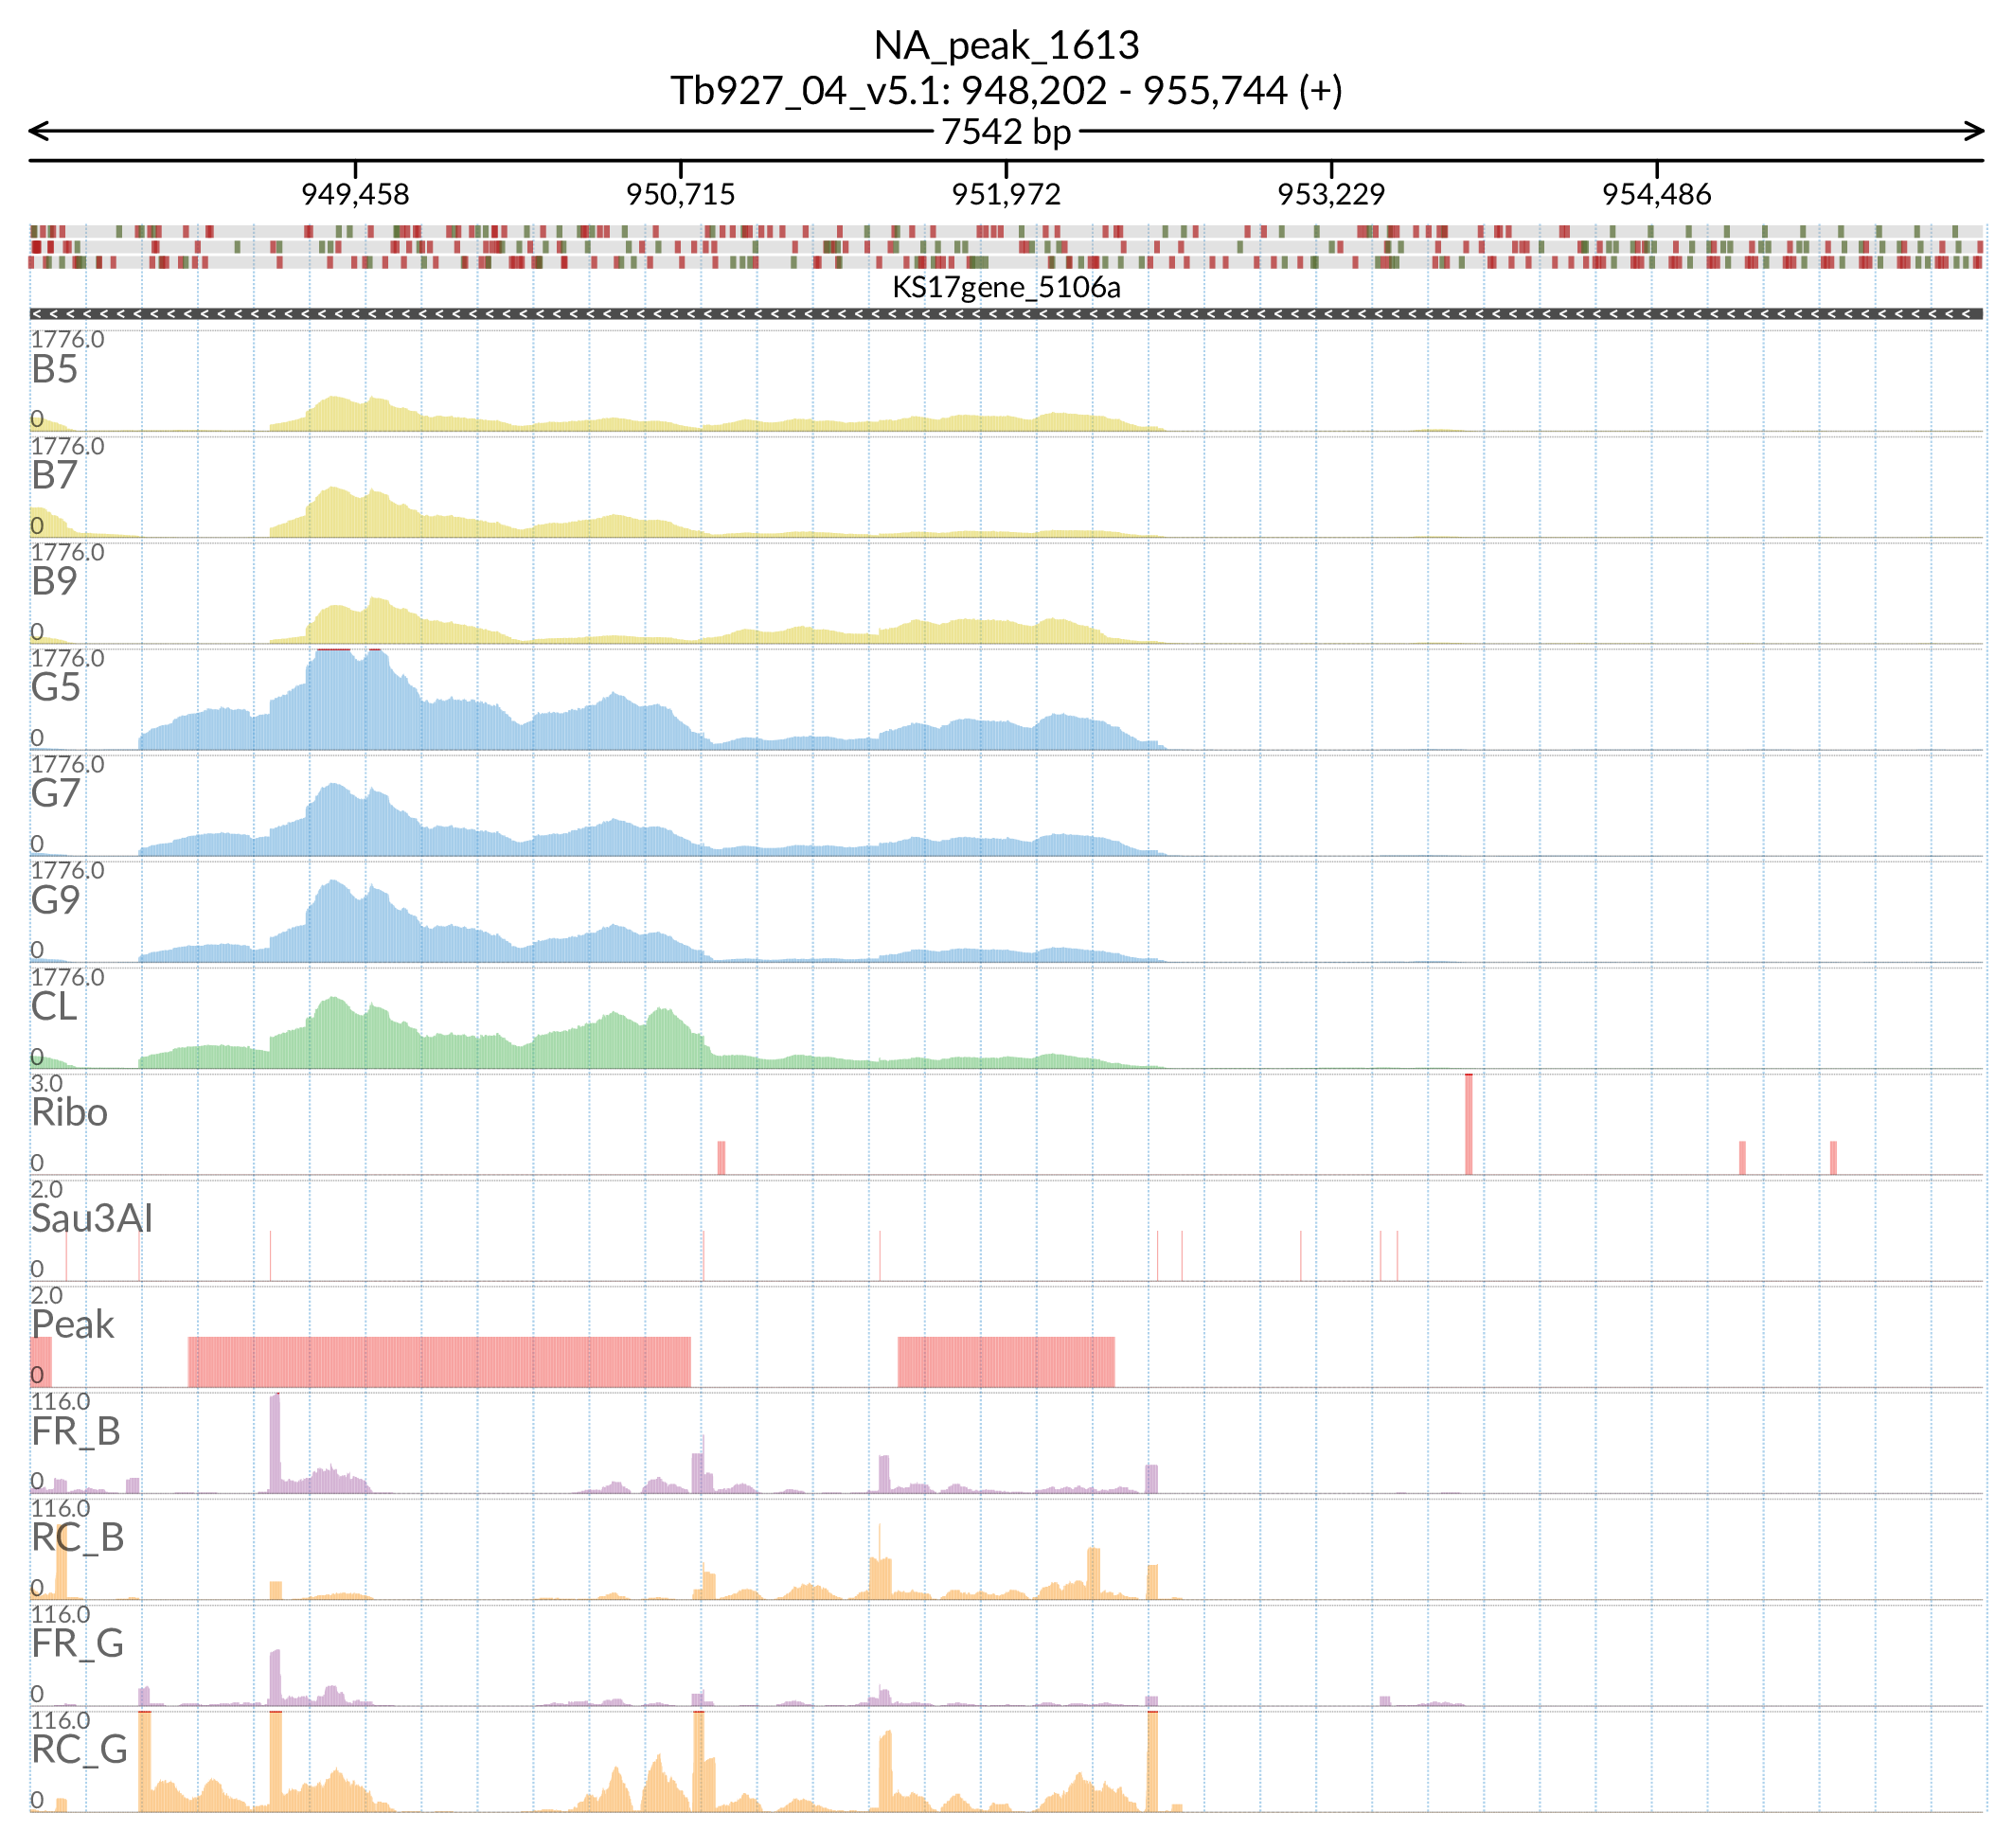 NA_peak_1613
Tb927_04_v5.1: 948,202 - 955,744 (+)
7542 bp
949,458 950,715 951,972 953,229 954,486
KS17gene_5106a
1776.0
B5
0
1776.0
B7
0
1776.0
B9
0
1776.0
G5
0
1776.0
G7
0
1776.0
G9
0
1776.0
CL
0
3.0
Ribo
0
2.0
Sau3AI
0
2.0
Peak
0
116.0
FR_B
0
116.0
RC_B
0
116.0
FR_G
0
116.0
RC_G
0